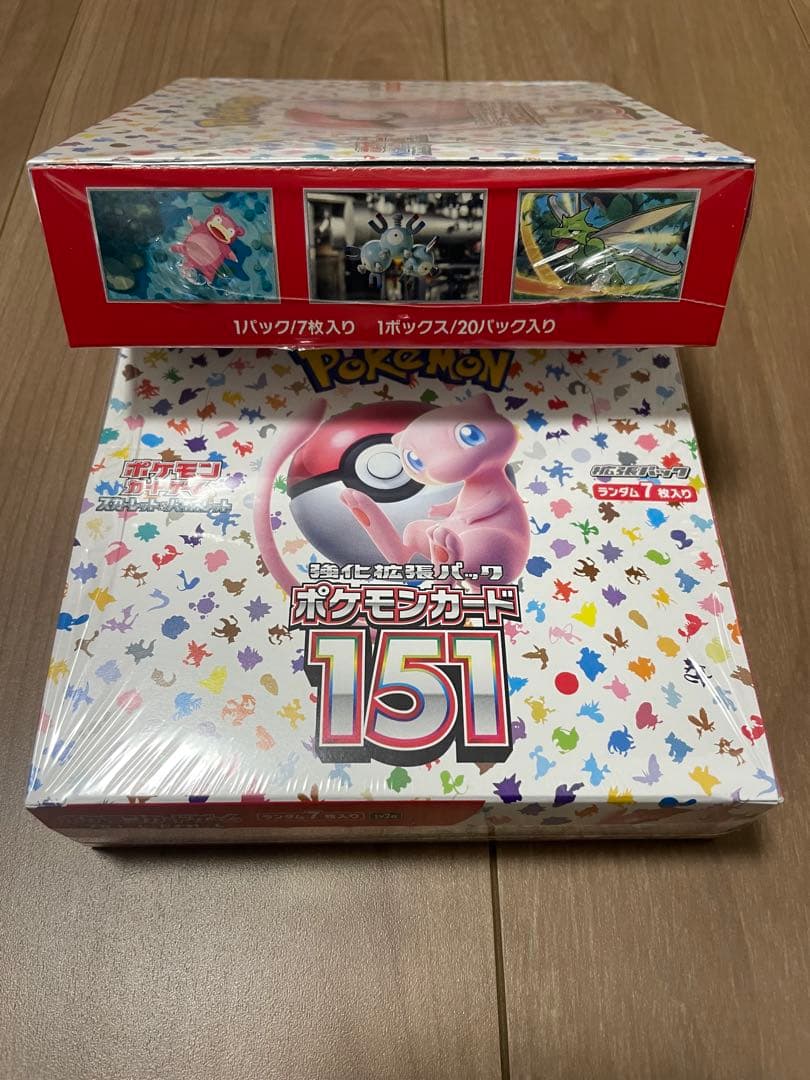 Pokémon
1パック/7枚入り 1ボックス/20パック入り
Pokémon
ポケモン
カードゲーム
スカーレット&バイオレット
拡張パック
ランダム7枚入り
強化拡張パック
ポケモンカード
151
ランダム7枚入り sv2a